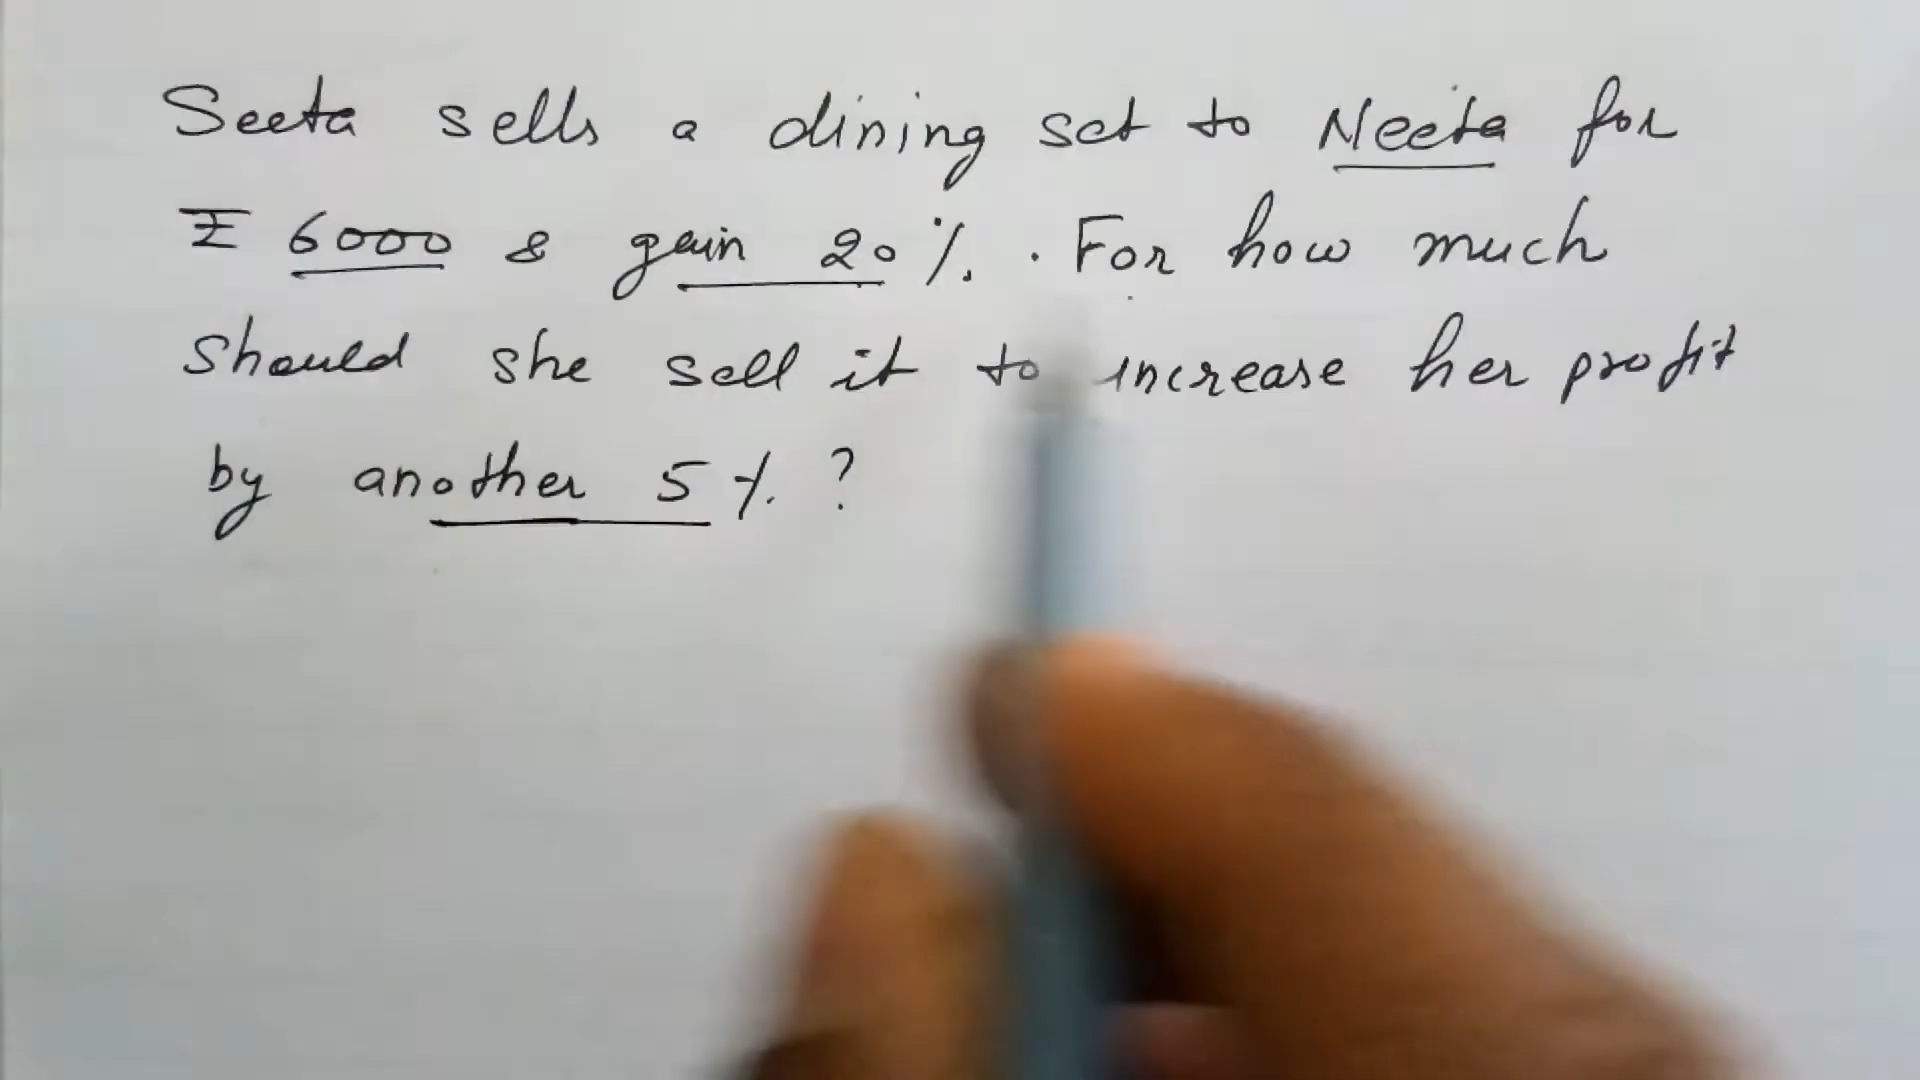 Seeta sells a dining set to Neeta for
₹ 6000 & gain 20%. For how much
should she sell it to increase her profit
by another 5%?